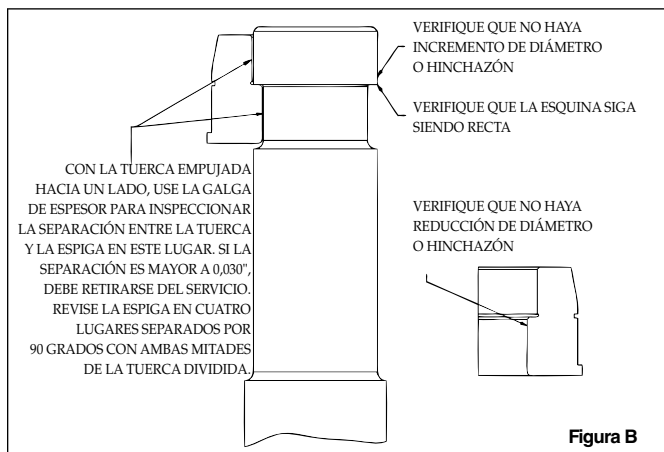 VERIFIQUE QUE NO HAYA
INCREMENTO DE DIÁMETRO
O HINCHAZÓN
VERIFIQUE QUE LA ESQUINA SIGA
SIENDO RECTA
CON LA TUERCA EMPUJADA
HACIA UN LADO, USE LA GALGA
DE ESPESOR PARA INSPECCIONAR
LA SEPARACIÓN ENTRE LA TUERCA
Y LA ESPIGA EN ESTE LUGAR. SI LA
SEPARACIÓN ES MAYOR A 0,030",
DEBE RETIRARSE DEL SERVICIO.
REVISE LA ESPIGA EN CUATRO
LUGARES SEPARADOS POR
90 GRADOS CON AMBAS MITADES
DE LA TUERCA DIVIDIDA.
VERIFIQUE QUE NO HAYA
REDUCCIÓN DE DIÁMETRO
O HINCHAZÓN
Figura B